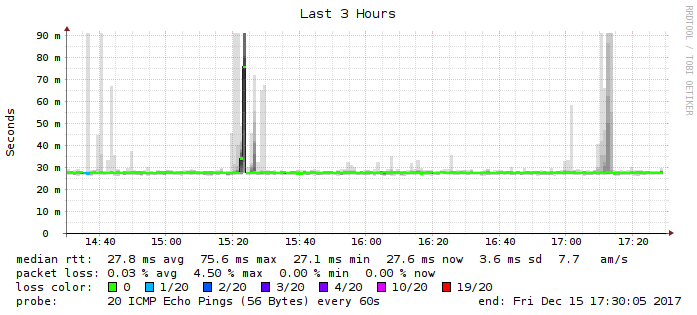 Last 3 Hours
RRDTOOL / TOBI OETIKER
Seconds
90 m
80 m
70 m
60 m
50 m
40 m
30 m
20 m
10 m
0
14:40 15:00 15:20 15:40 16:00 16:20 16:40 17:00 17:20
median rtt: 27.8 ms avg 75.6 ms max 27.1 ms min 27.6 ms now 3.6 ms sd 7.7 am/s
packet loss: 0.03 % avg 4.50 % max 0.00 % min 0.00 % now
loss color: 0 1/20 2/20 3/20 4/20 10/20 19/20
probe: 20 ICMP Echo Pings (56 Bytes) every 60s end: Fri Dec 15 17:30:05 2017